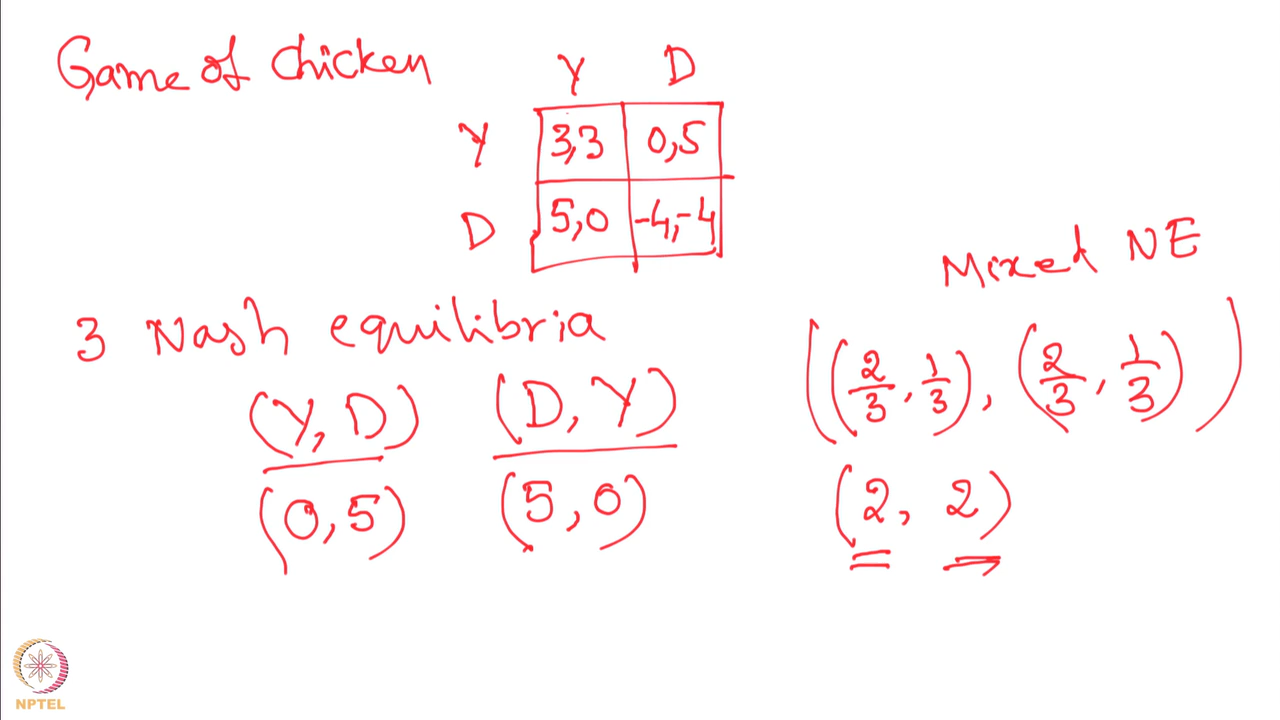 Game of chicken
Y D
Y 3,3 0,5
D 5,0 -4,-4
Mixed NE
3 Nash equilibria
(Y, D) (D, Y) ((2/3, 1/3), (2/3, 1/3))
(0, 5) (5, 0) (2, 2)
NPTEL